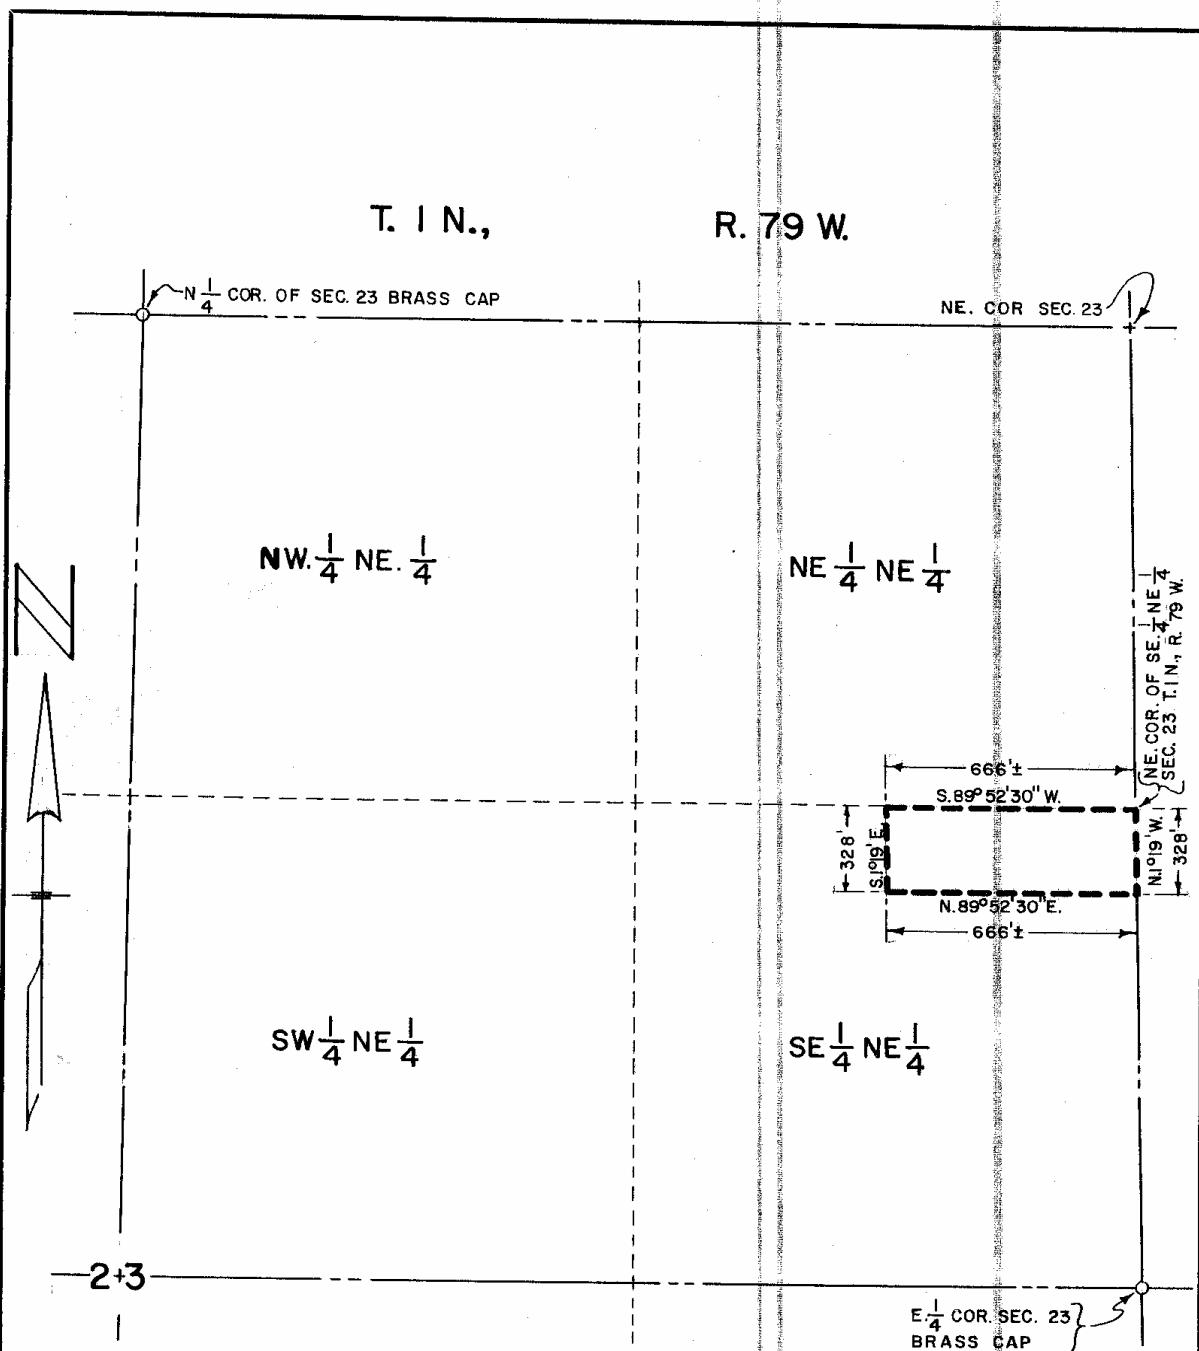 T. 1 N., R. 79 W.
N 1/4 COR. OF SEC. 23 BRASS CAP
NE. COR SEC. 23
NW. 1/4 NE. 1/4
NE 1/4 NE 1/4
N
NE. COR. OF SE. 1/4 NE 1/4
SEC. 23 T. 1 N., R. 79 W.
666'±
S. 89° 52' 30" W.
328'
S. 1° 19' E.
N. 1° 19' W.
328'
N. 89° 52' 30" E.
666'±
SW 1/4 NE 1/4
SE 1/4 NE 1/4
23
E. 1/4 COR. SEC. 23
BRASS CAP